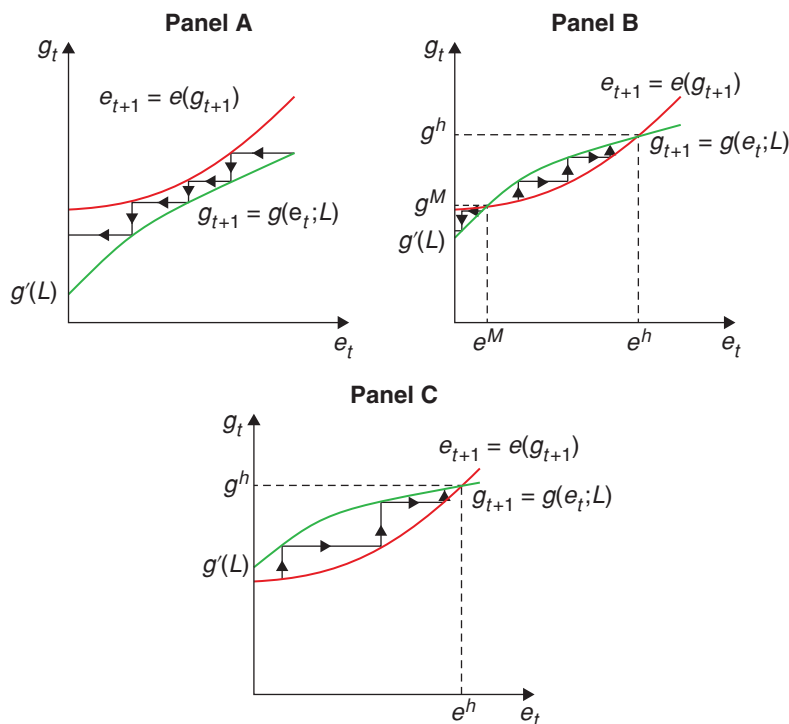 Panel A
g_t
e_{t+1} = e(g_{t+1})
g_{t+1} = g(e_t;L)
g'(L)
e_t
Panel B
g_t
e_{t+1} = e(g_{t+1})
g^h
g_{t+1} = g(e_t;L)
g^M
g'(L)
e^M
e^h
e_t
Panel C
g_t
e_{t+1} = e(g_{t+1})
g^h
g_{t+1} = g(e_t;L)
g'(L)
e^h
e_t